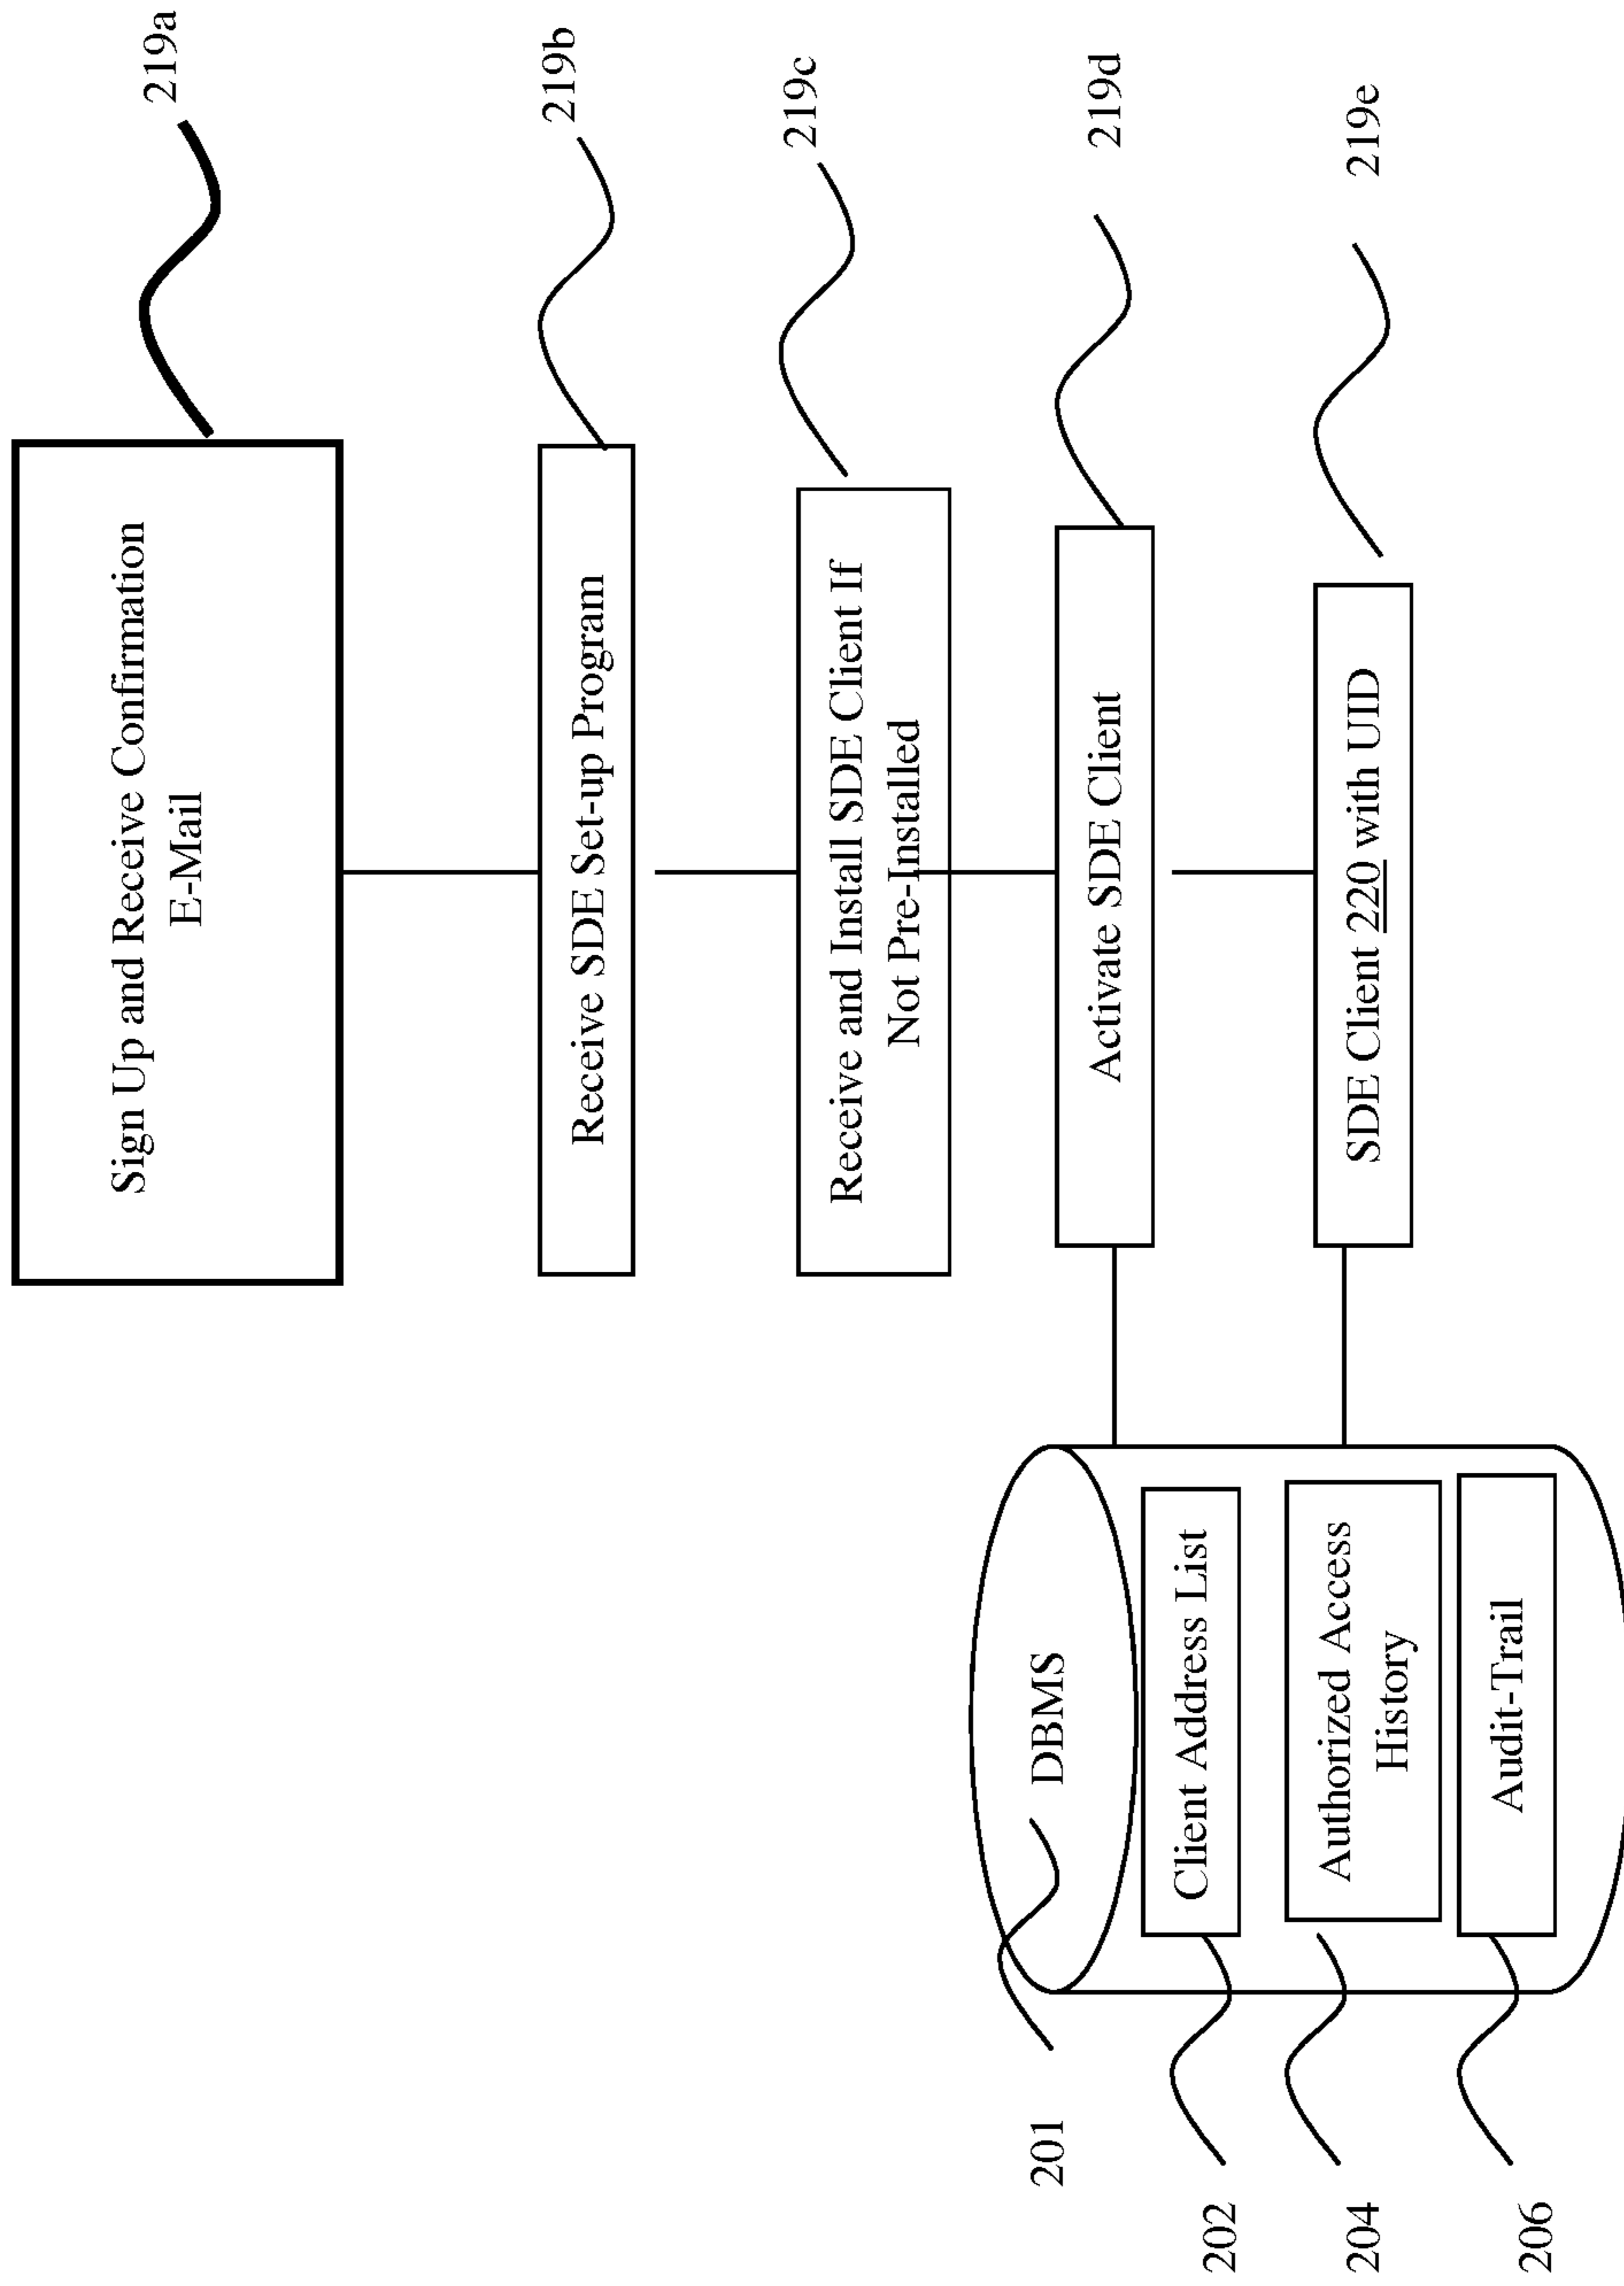 Sign Up and Receive Confirmation
E-Mail
219a
Receive SDE Set-up Program
219b
Receive and Install SDE Client If
Not Pre-Installed
219c
201
DBMS
Activate SDE Client
219d
202
Client Address List
204
Authorized Access
History
SDE Client 220 with UID
219e
206
Audit-Trail